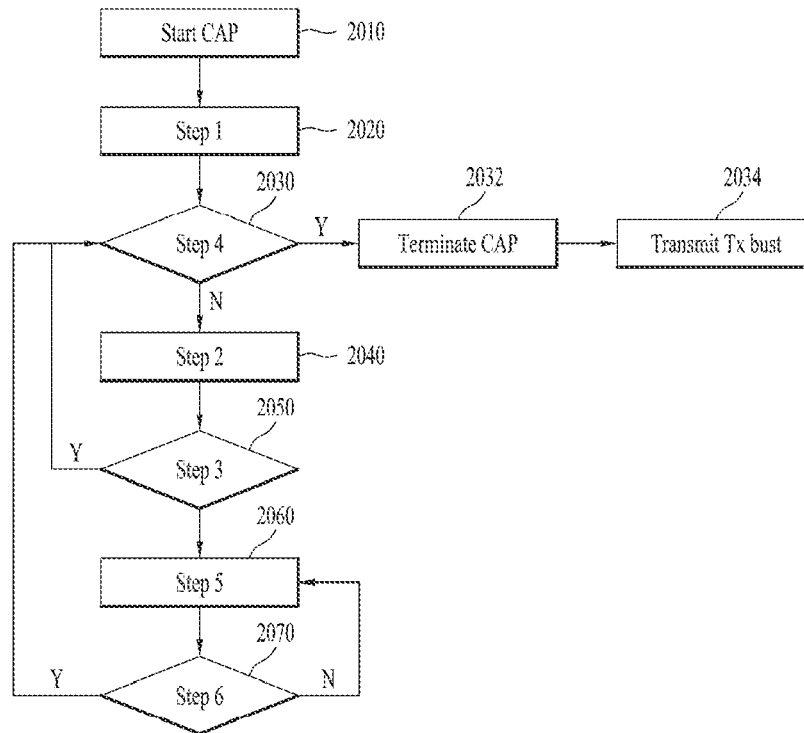 Start CAP
2010
Step 1
2020
2030
Step 4
Y
N
2032
Terminate CAP
2034
Transmit Tx bust
Step 2
2040
2050
Y
Step 3
2060
Step 5
2070
Y
Step 6
N